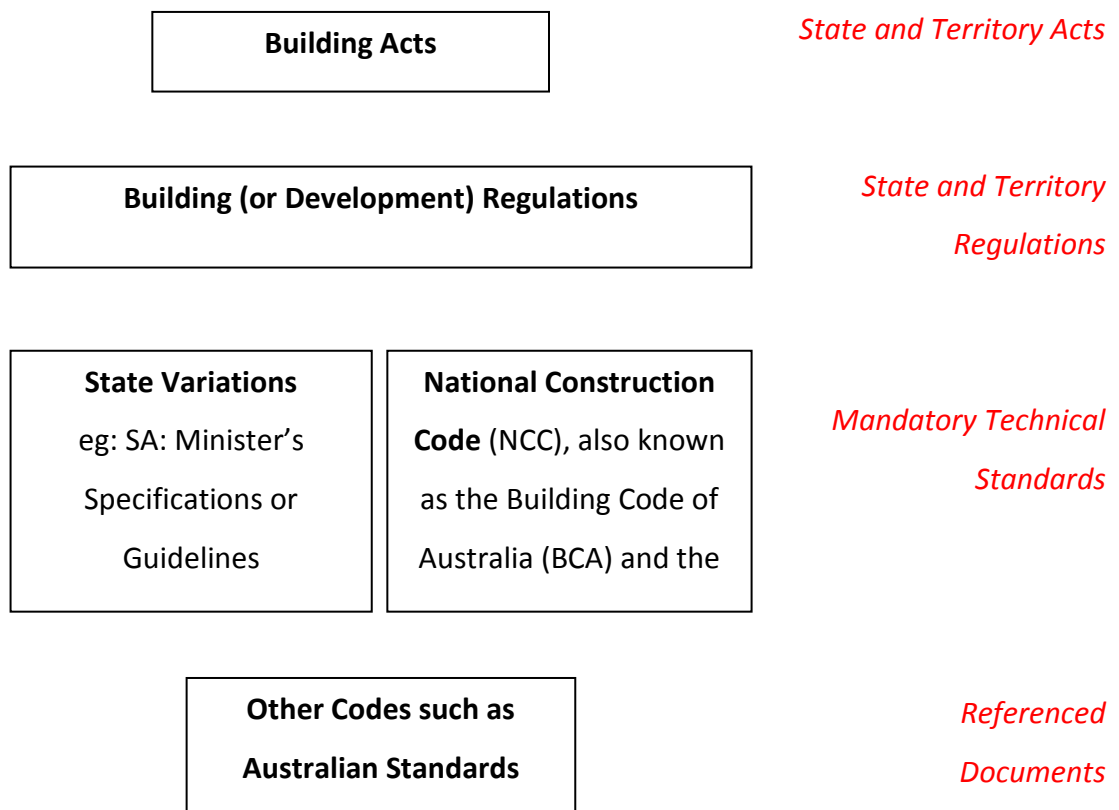 Building Acts
State and Territory Acts
Building (or Development) Regulations
State and Territory
Regulations
State Variations
eg: SA: Minister’s
Specifications or
Guidelines
National Construction
Code (NCC), also known
as the Building Code of
Australia (BCA) and the
Mandatory Technical
Standards
Other Codes such as
Australian Standards
Referenced
Documents